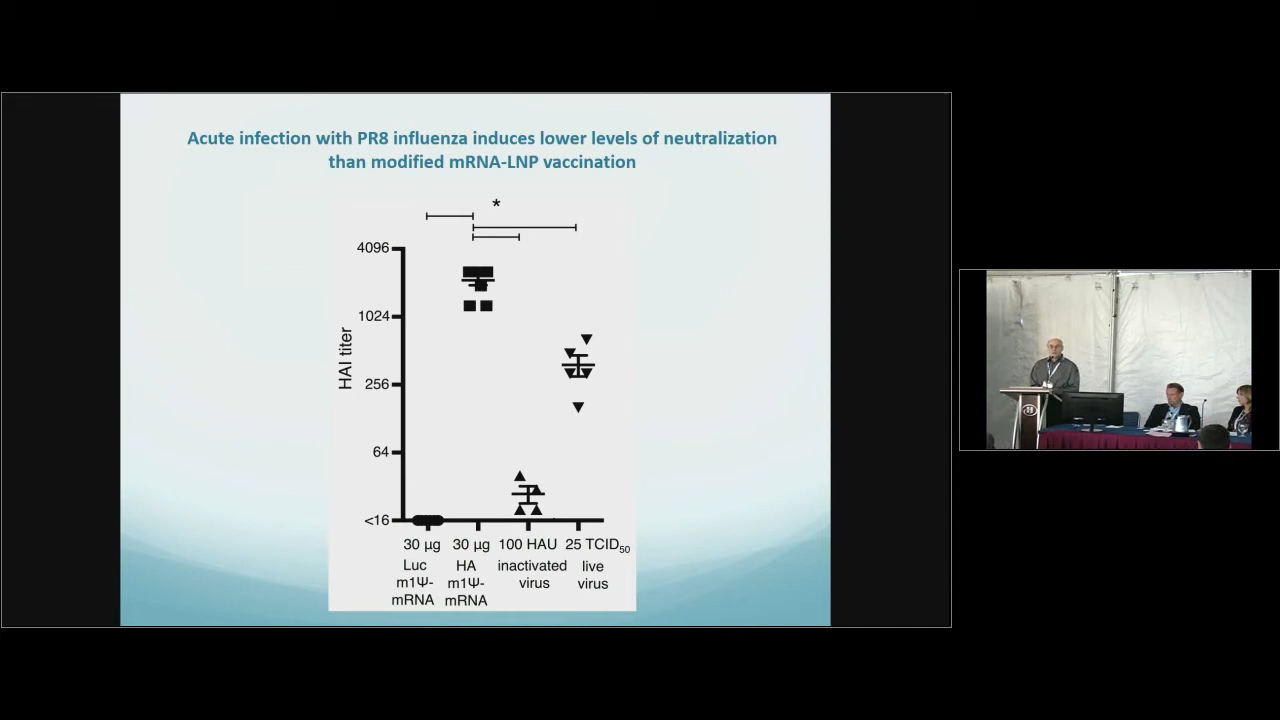 Acute infection with PR8 influenza induces lower levels of neutralization
than modified mRNA-LNP vaccination
*
4096
1024
256
64
<16
HAI titer
30 µg 30 µg 100 HAU 25 TCID50
Luc HA inactivated live
m1Ψ- m1Ψ- virus virus
mRNA mRNA